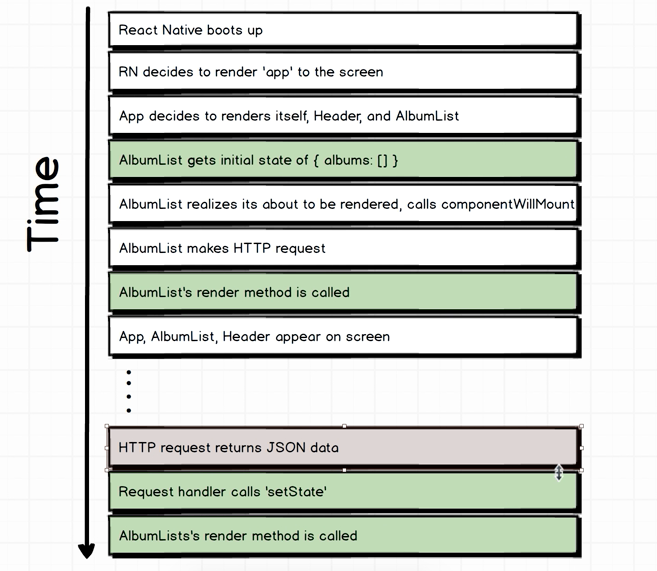 Time
React Native boots up
RN decides to render 'app' to the screen
App decides to renders itself, Header, and AlbumList
AlbumList gets initial state of { albums: [] }
AlbumList realizes its about to be rendered, calls componentWillMount
AlbumList makes HTTP request
AlbumList's render method is called
App, AlbumList, Header appear on screen
HTTP request returns JSON data
Request handler calls 'setState'
AlbumLists's render method is called